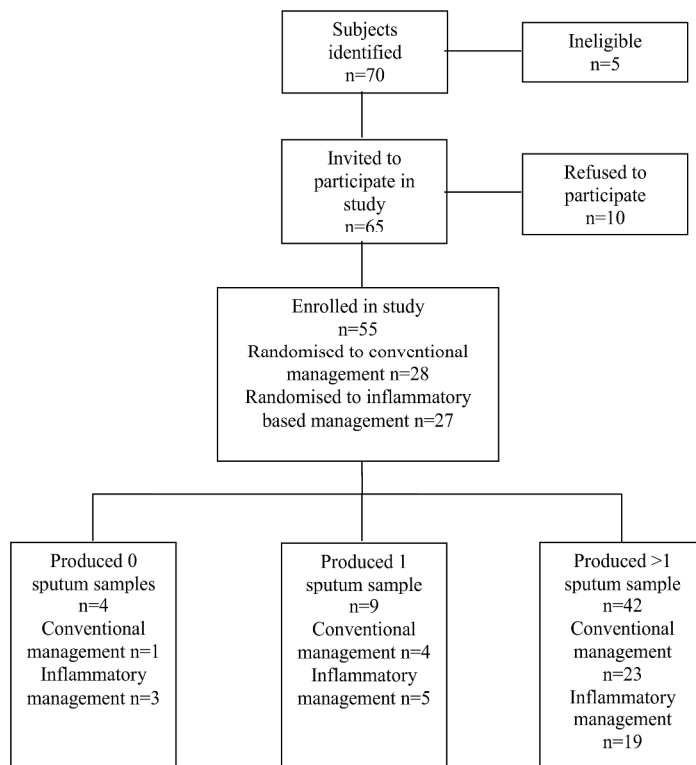 Subjects
identified
n=70
Ineligible
n=5
Invited to
participate in
study
n=65
Refused to
participate
n=10
Enrolled in study
n=55
Randomised to conventional
management n=28
Randomised to inflammatory
based management n=27
Produced 0
sputum samples
n=4
Conventional
management n=1
Inflammatory
management n=3
Produced 1
sputum sample
n=9
Conventional
management n=4
Inflammatory
management n=5
Produced >1
sputum sample
n=42
Conventional
management
n=23
Inflammatory
management
n=19